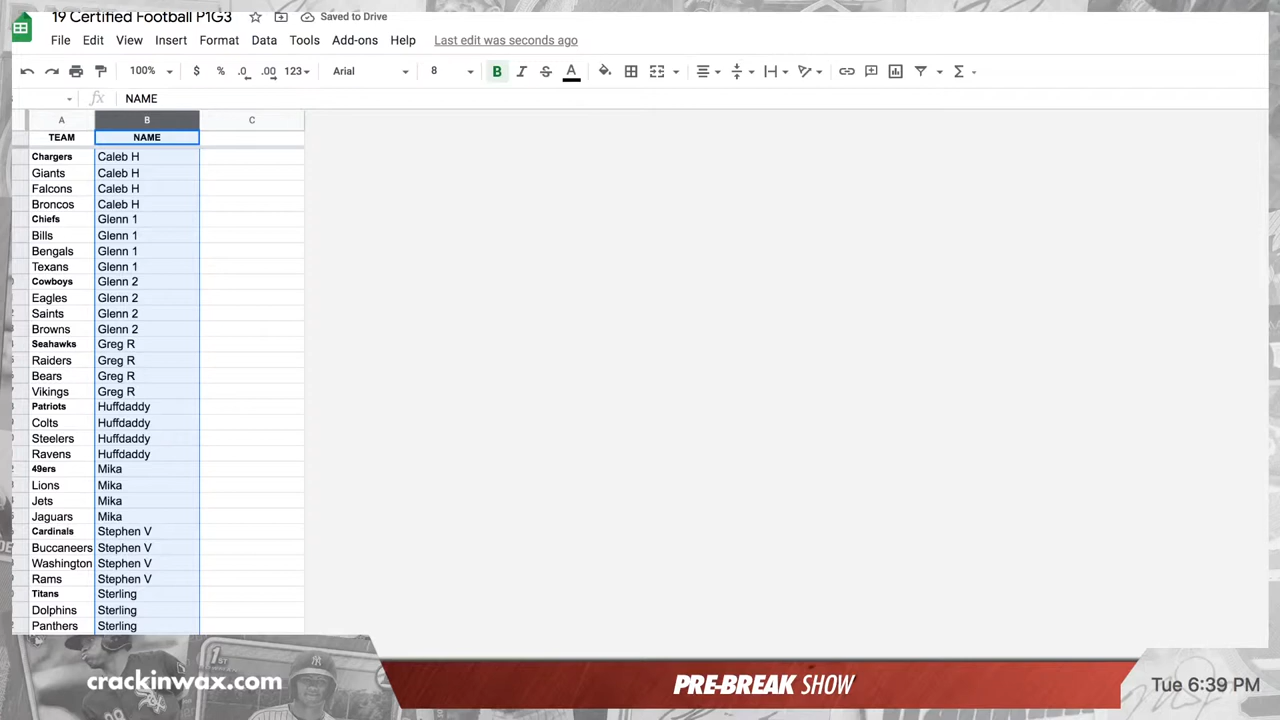 19 Certified Football P1G3 Saved to Drive
File Edit View Insert Format Data Tools Add-ons Help Last edit was seconds ago
100% $ % .0 .00 123 Arial 8 B I S A Σ
fx NAME
A B C
TEAM NAME
Chargers Caleb H
Giants Caleb H
Falcons Caleb H
Broncos Caleb H
Chiefs Glenn 1
Bills Glenn 1
Bengals Glenn 1
Texans Glenn 1
Cowboys Glenn 2
Eagles Glenn 2
Saints Glenn 2
Browns Glenn 2
Seahawks Greg R
Raiders Greg R
Bears Greg R
Vikings Greg R
Patriots Huffdaddy
Colts Huffdaddy
Steelers Huffdaddy
Ravens Huffdaddy
49ers Mika
Lions Mika
Jets Mika
Jaguars Mika
Cardinals Stephen V
Buccaneers Stephen V
Washington Stephen V
Rams Stephen V
Titans Sterling
Dolphins Sterling
Panthers Sterling
1ST
crackinwax.com
PRE-BREAK SHOW
Tue 6:39 PM